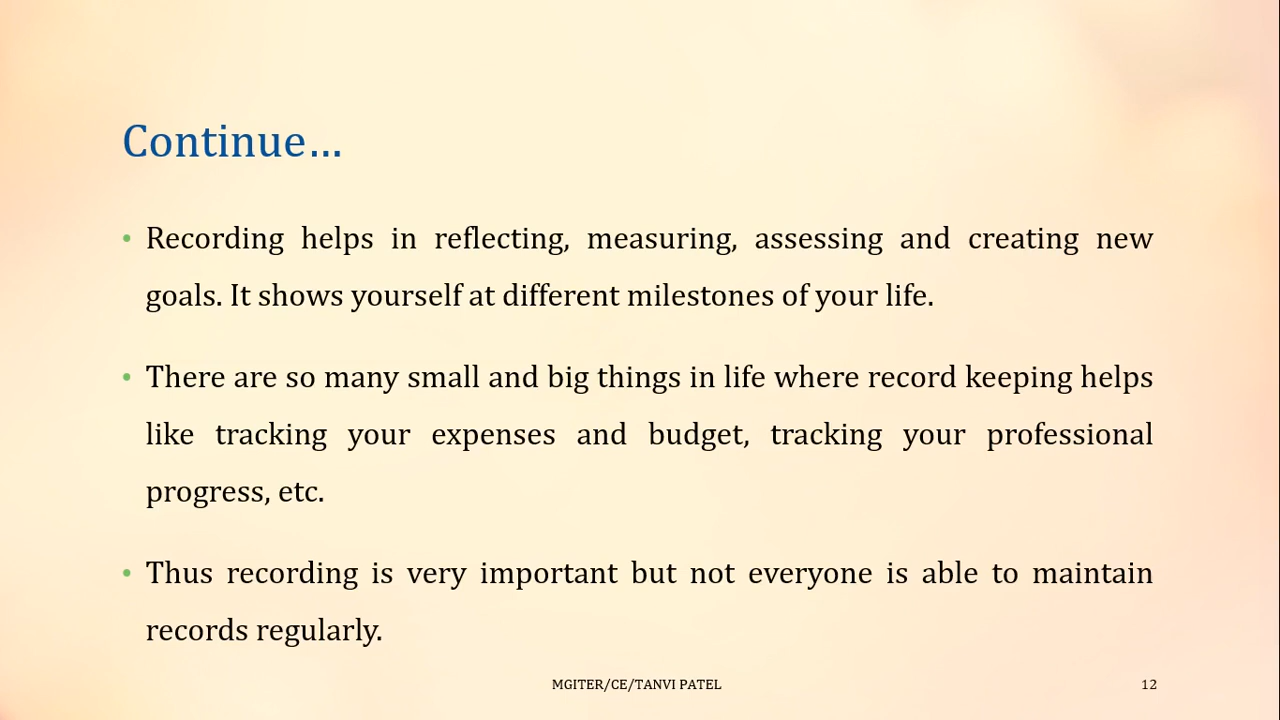 Continue…
• Recording helps in reflecting, measuring, assessing and creating new
goals. It shows yourself at different milestones of your life.
• There are so many small and big things in life where record keeping helps
like tracking your expenses and budget, tracking your professional
progress, etc.
• Thus recording is very important but not everyone is able to maintain
records regularly.
MGITER/CE/TANVI PATEL
12